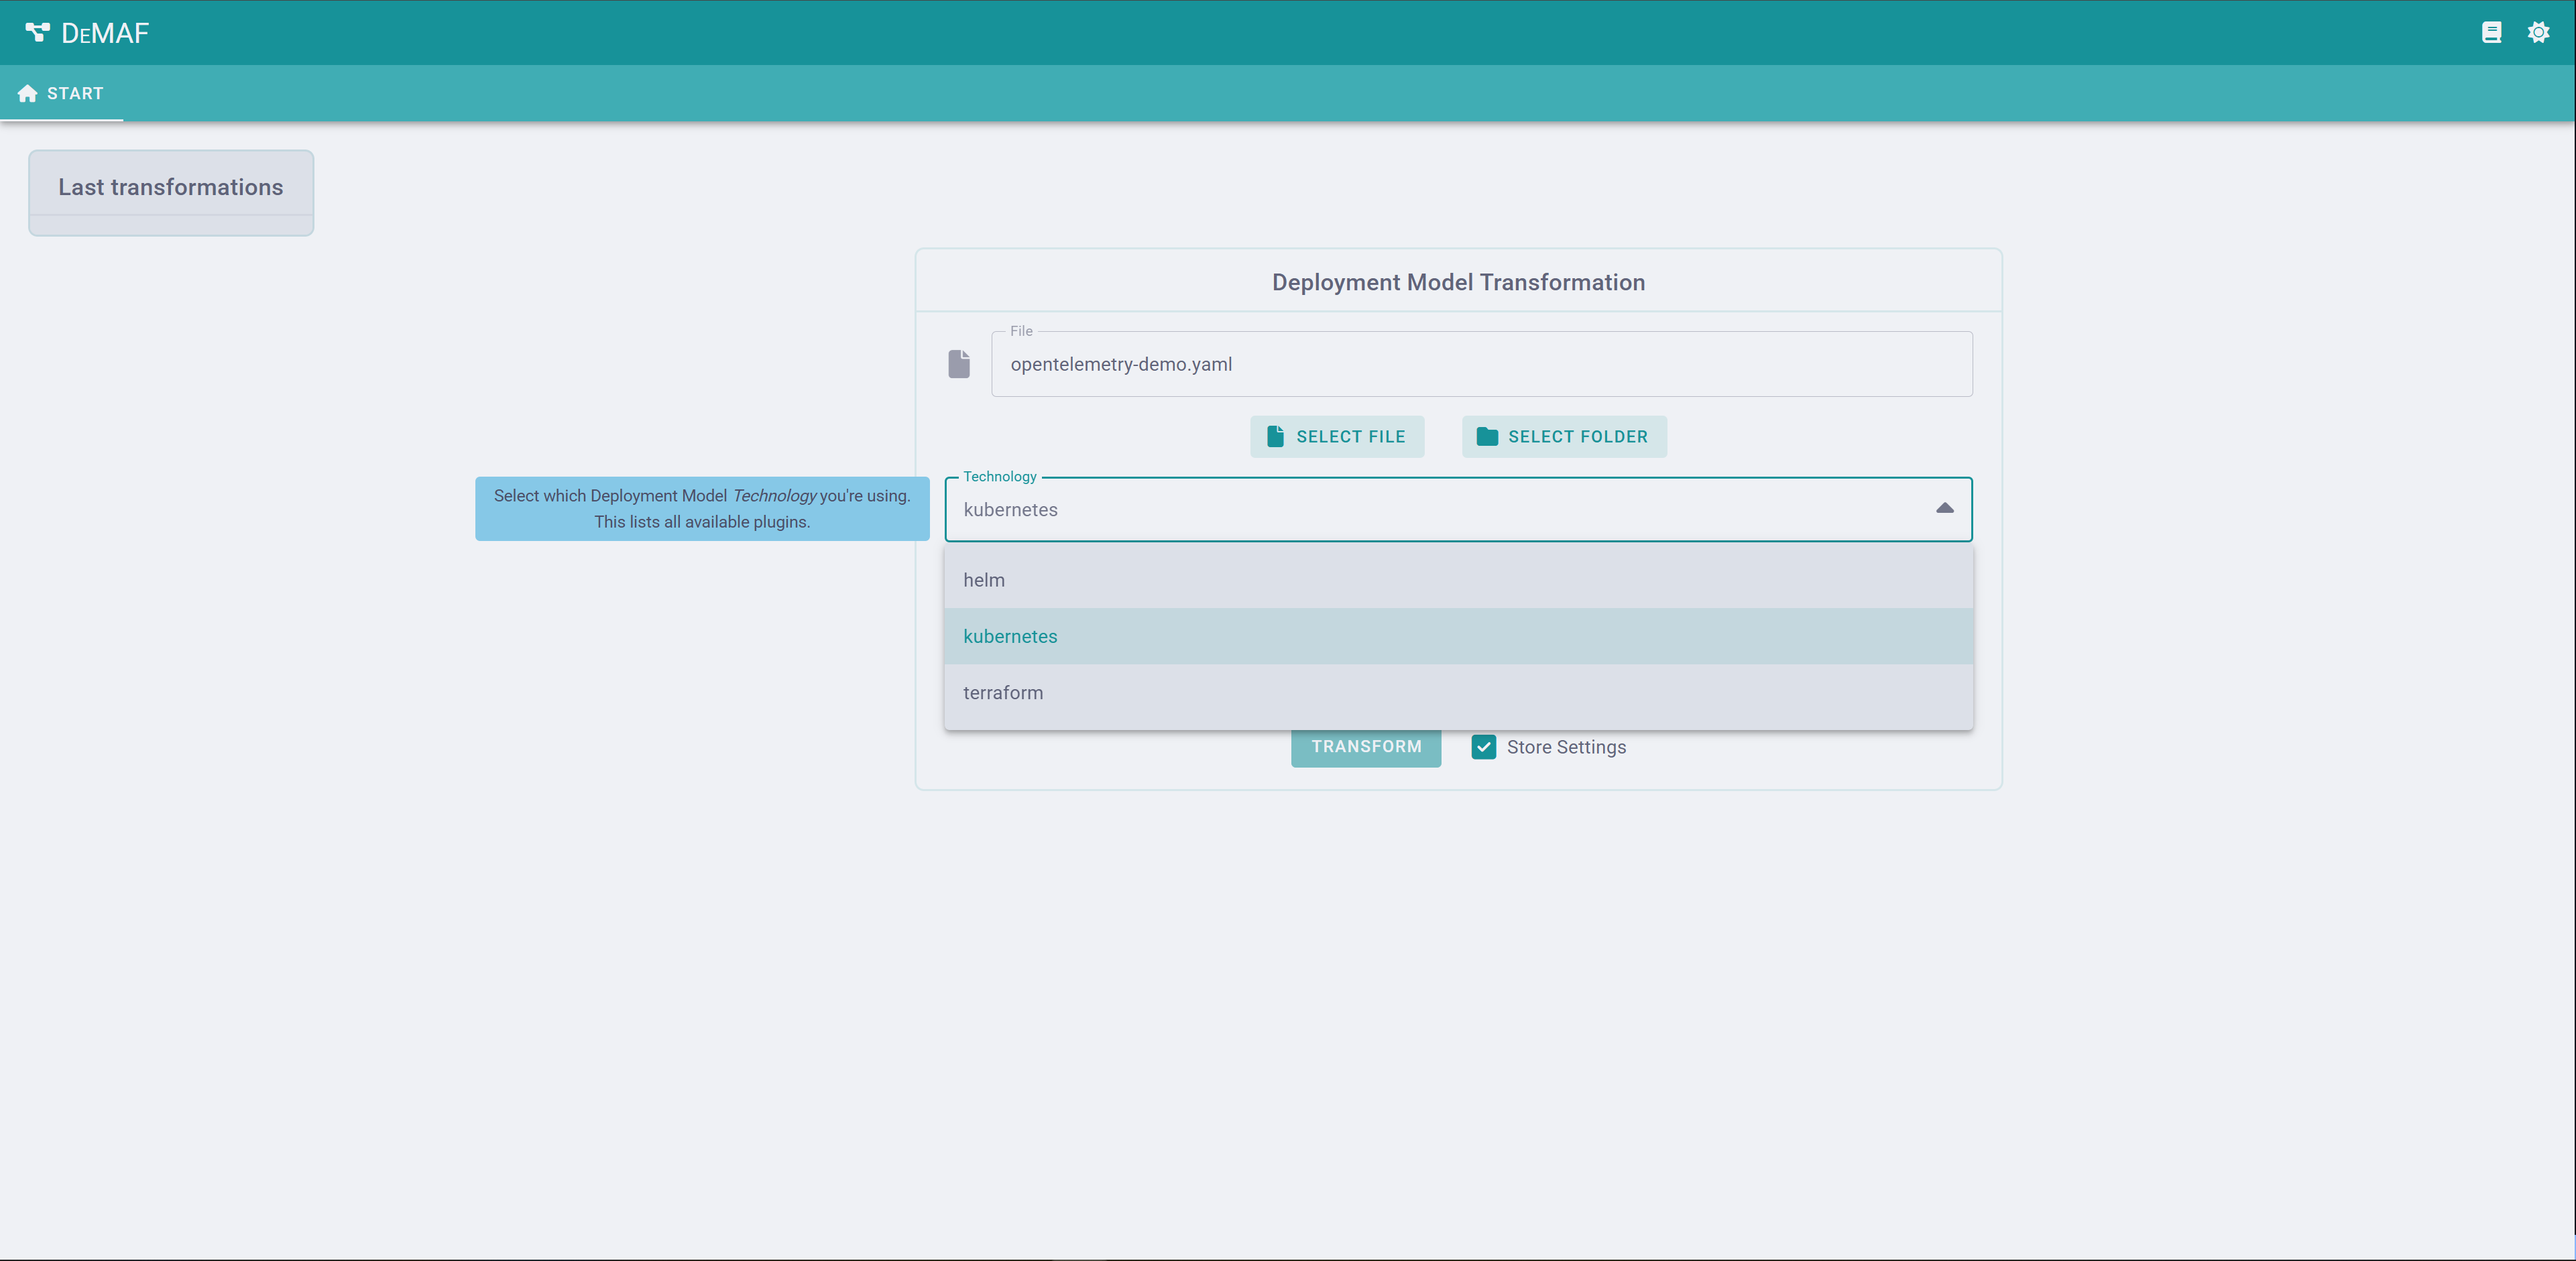 DeMAF
START
Last transformations
Deployment Model Transformation
File
opentelemetry-demo.yaml
SELECT FILE
SELECT FOLDER
Select which Deployment Model Technology you're using.
This lists all available plugins.
Technology
kubernetes
helm
kubernetes
terraform
TRANSFORM
Store Settings